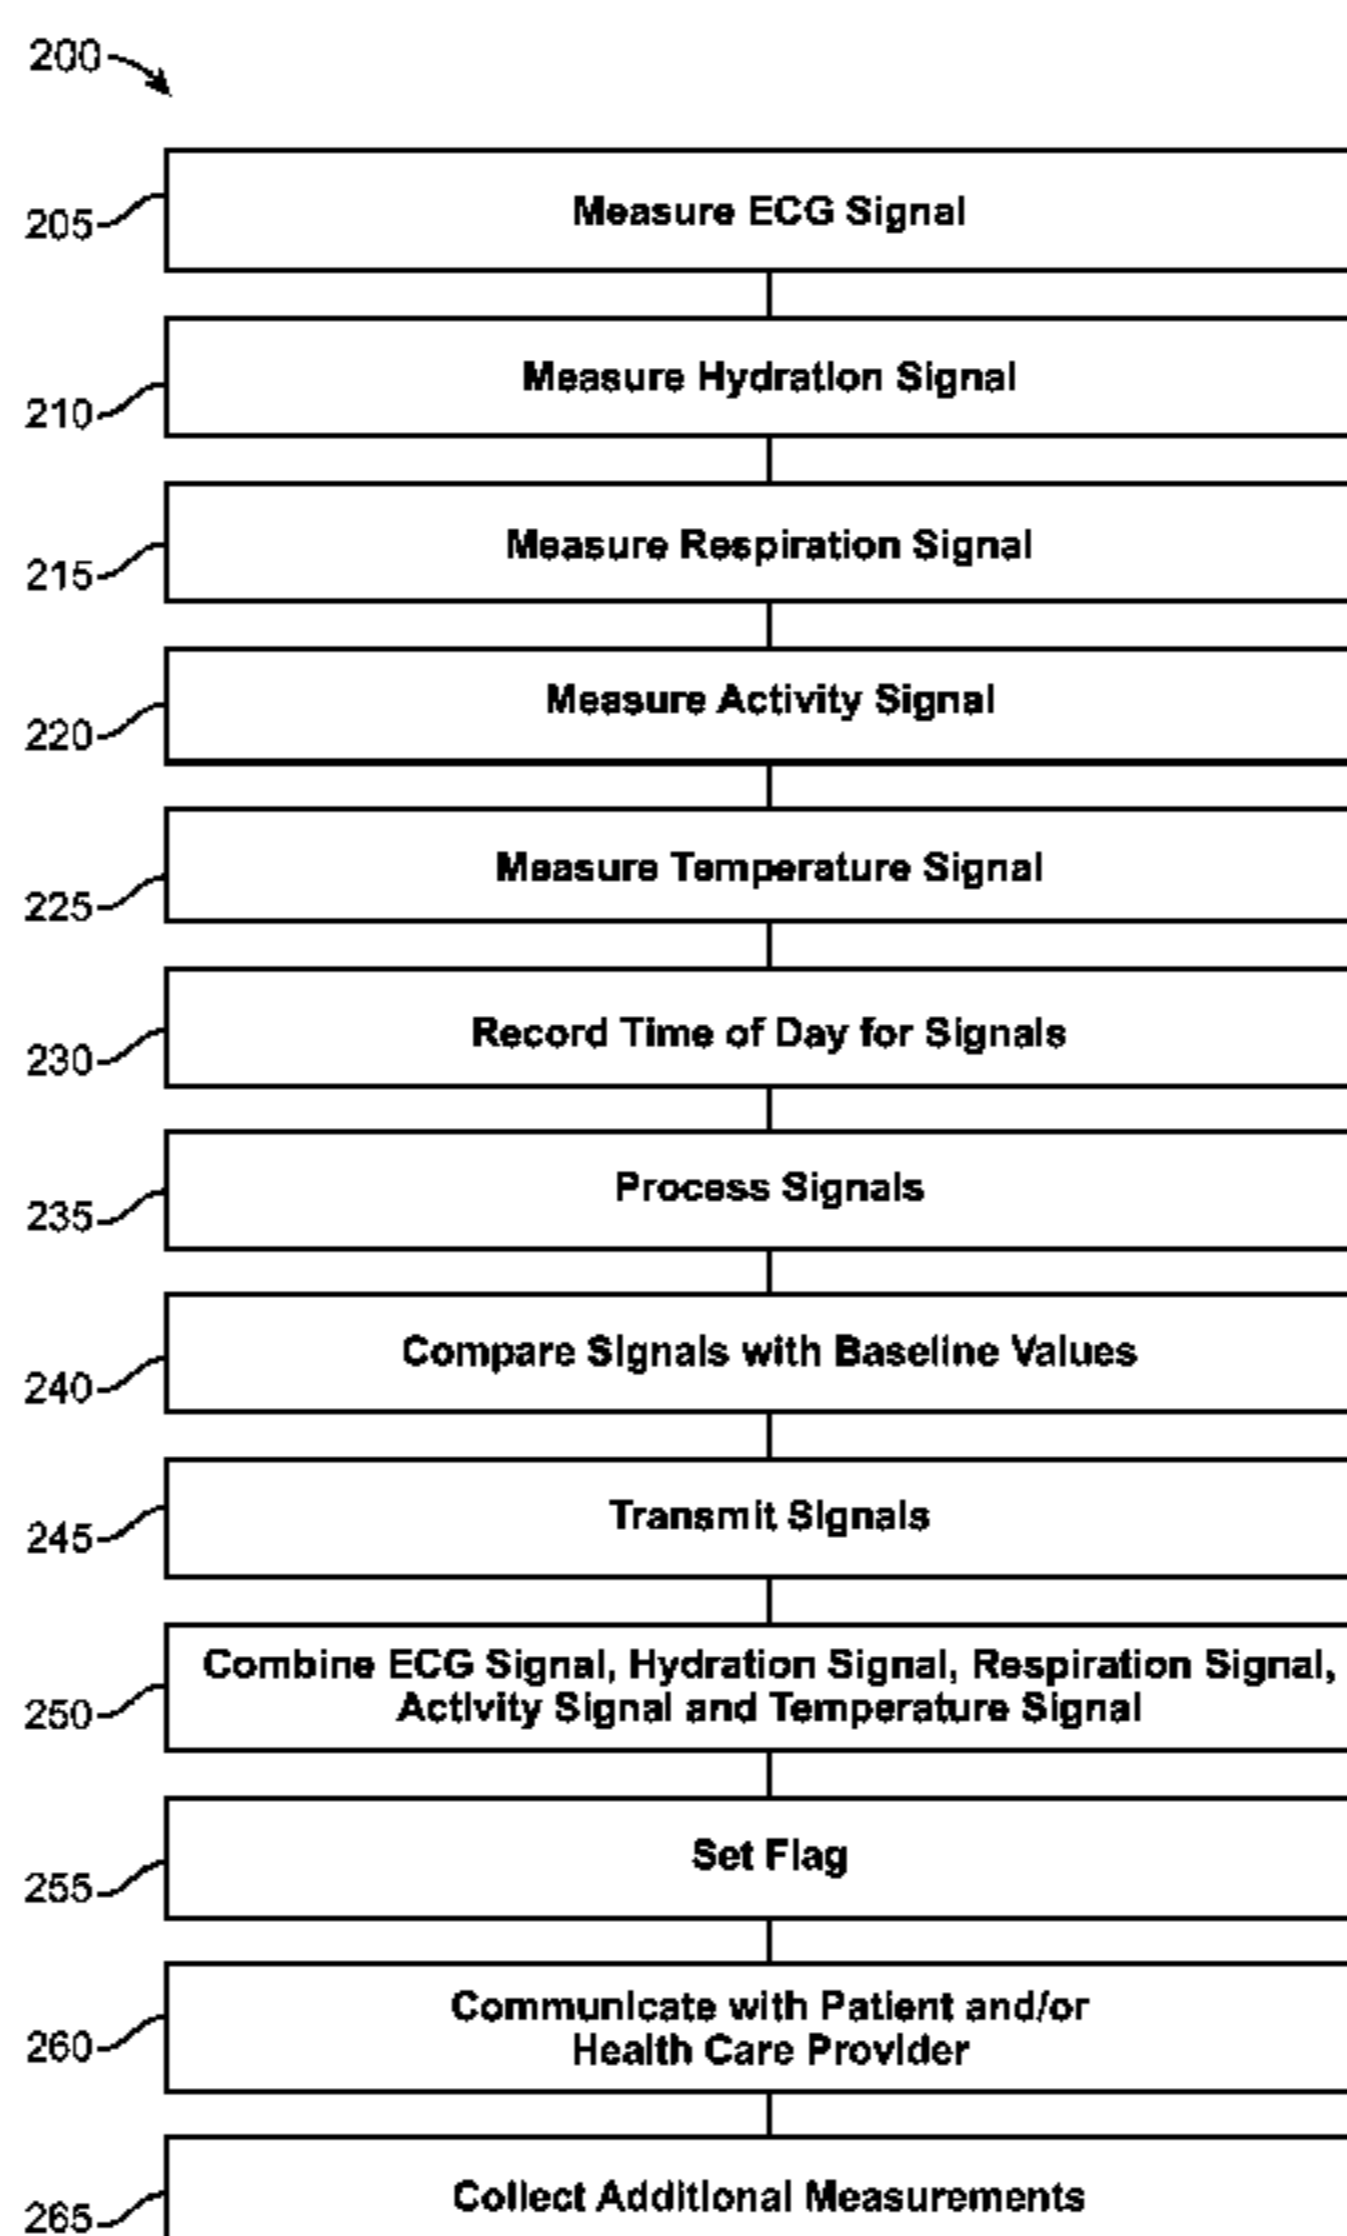 200
205
Measure ECG Signal
210
Measure Hydration Signal
215
Measure Respiration Signal
220
Measure Activity Signal
225
Measure Temperature Signal
230
Record Time of Day for Signals
235
Process Signals
240
Compare Signals with Baseline Values
245
Transmit Signals
250
Combine ECG Signal, Hydration Signal, Respiration Signal,
Activity Signal and Temperature Signal
255
Set Flag
260
Communicate with Patient and/or
Health Care Provider
265
Collect Additional Measurements